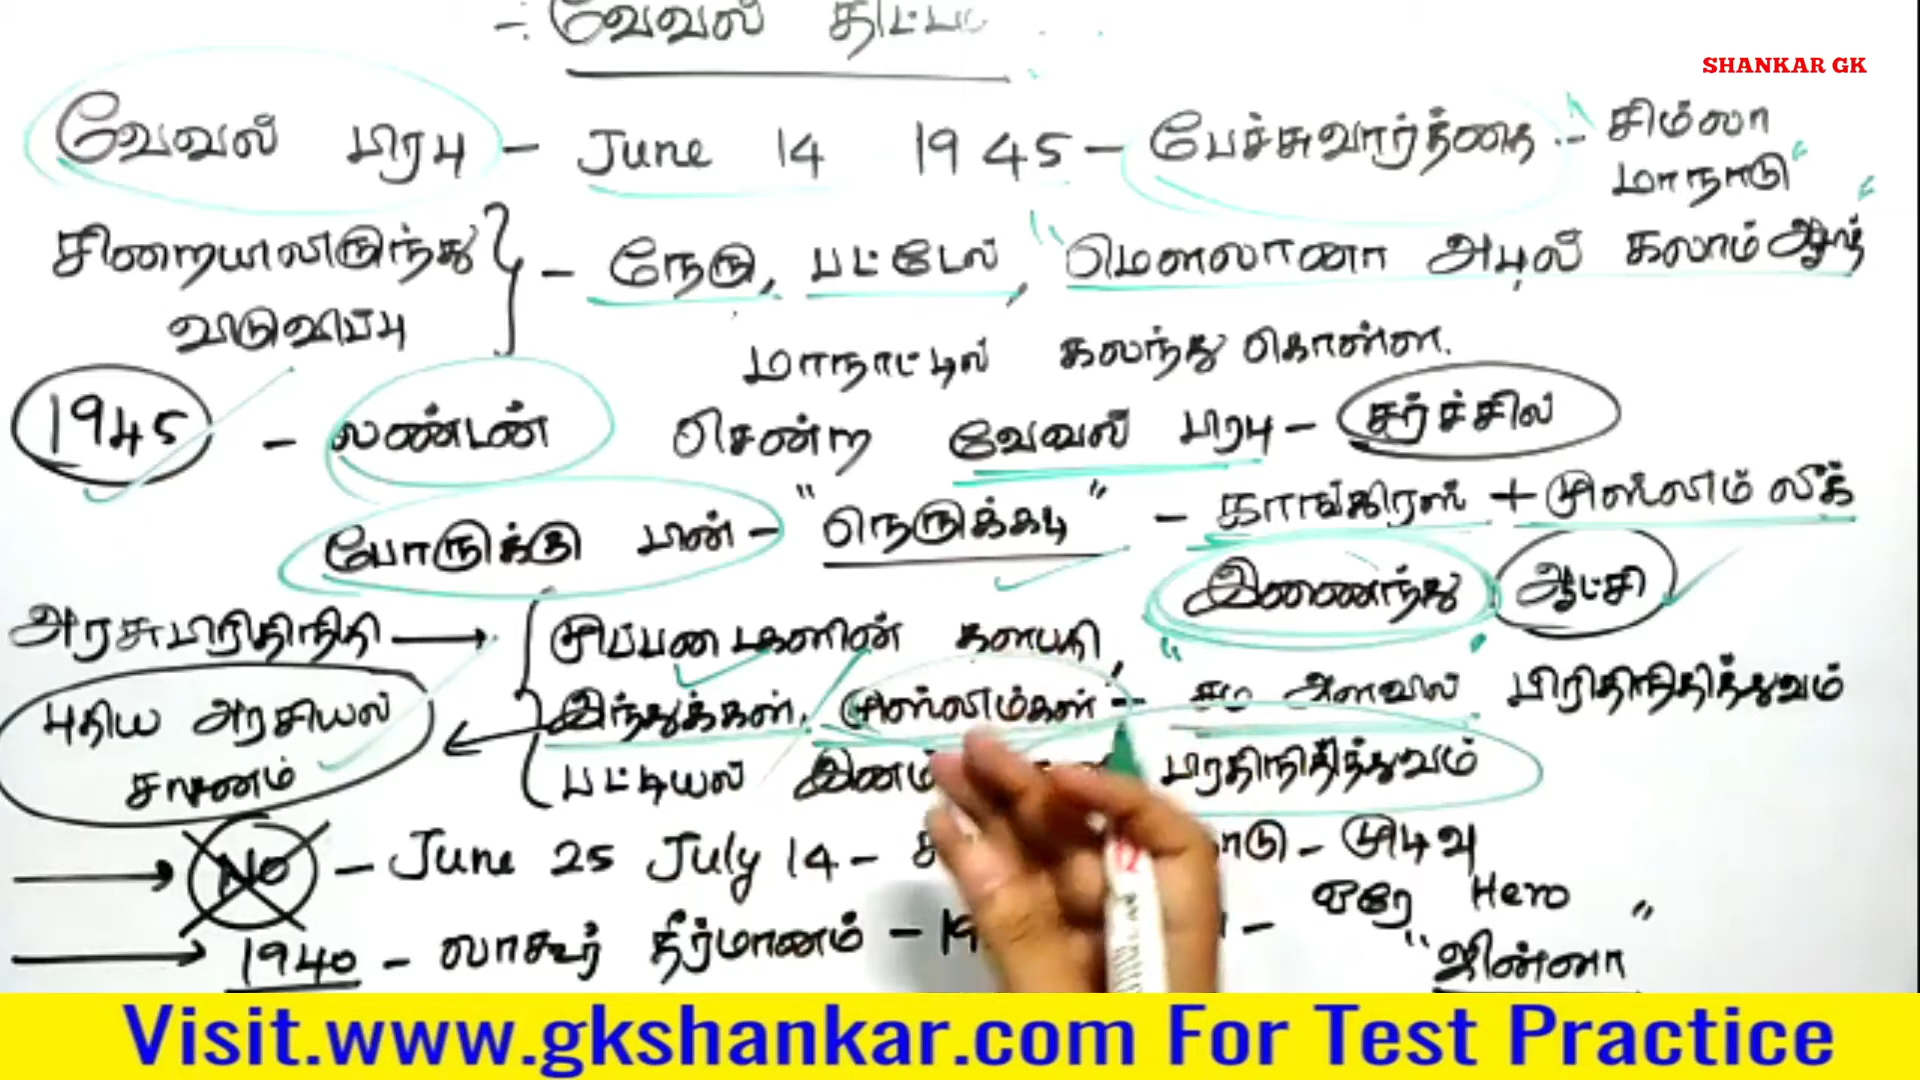 வேவல் திட்டம்
SHANKAR GK
வேவல் பிரபு – June 14 1945 – பேச்சுவார்த்தை - சிம்லா
மாநாடு
சிறையிலிருந்து } – நேரு, பட்டேல், "மௌலானா அபுல் கலாம் ஆசாத்
விடுவிப்பு
மாநாட்டில் கலந்து கொள்ள.
1945 – லண்டன் சென்ற வேவல் பிரபு – சர்ச்சில்
போருக்கு பின் – "நெருக்கடி" – காங்கிரஸ் + முஸ்லிம் லீக்
இணைந்து ஆட்சி
அரசுபிரதிநிதி → முப்படைகளின் தளபதி,
இந்துக்கள், முஸ்லிம்கள் – "சம அளவில்" பிரிதிநிதித்துவம்
புதிய அரசியல்
சாசனம்
பட்டியல் இனம் பிரதிநிதித்துவம்
→ NO – June 25 July 14 – முடிவு
ஒரே Hero
→ 1940 – லாகூர் தீர்மானம் – 19 –
"ஜின்னா"
Visit.www.gkshankar.com For Test Practice